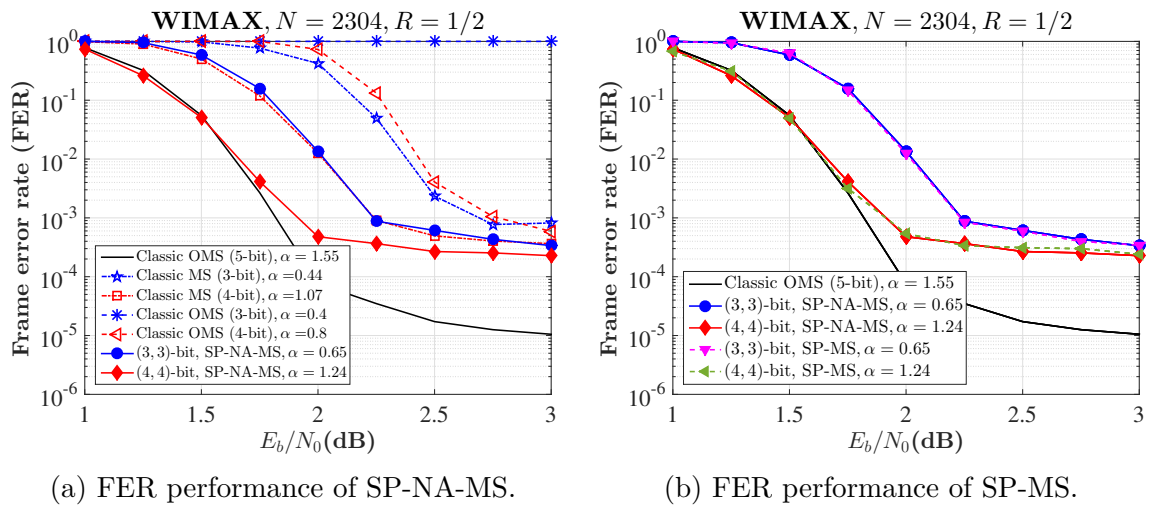 WIMAX, N = 2304, R = 1/2
10^0
10^-1
10^-2
10^-3
10^-4
10^-5
10^-6
Frame error rate (FER)
Classic OMS (5-bit), α = 1.55
Classic MS (3-bit), α =0.44
Classic MS (4-bit), α =1.07
Classic OMS (3-bit), α =0.4
Classic OMS (4-bit), α =0.8
(3, 3)-bit, SP-NA-MS, α = 0.65
(4, 4)-bit, SP-NA-MS, α = 1.24
1 1.5 2 2.5 3
E_b/N_0(dB)
(a) FER performance of SP-NA-MS.
WIMAX, N = 2304, R = 1/2
10^0
10^-1
10^-2
10^-3
10^-4
10^-5
10^-6
Frame error rate (FER)
Classic OMS (5-bit), α = 1.55
(3, 3)-bit, SP-NA-MS, α = 0.65
(4, 4)-bit, SP-NA-MS, α = 1.24
(3, 3)-bit, SP-MS, α = 0.65
(4, 4)-bit, SP-MS, α = 1.24
1 1.5 2 2.5 3
E_b/N_0(dB)
(b) FER performance of SP-MS.